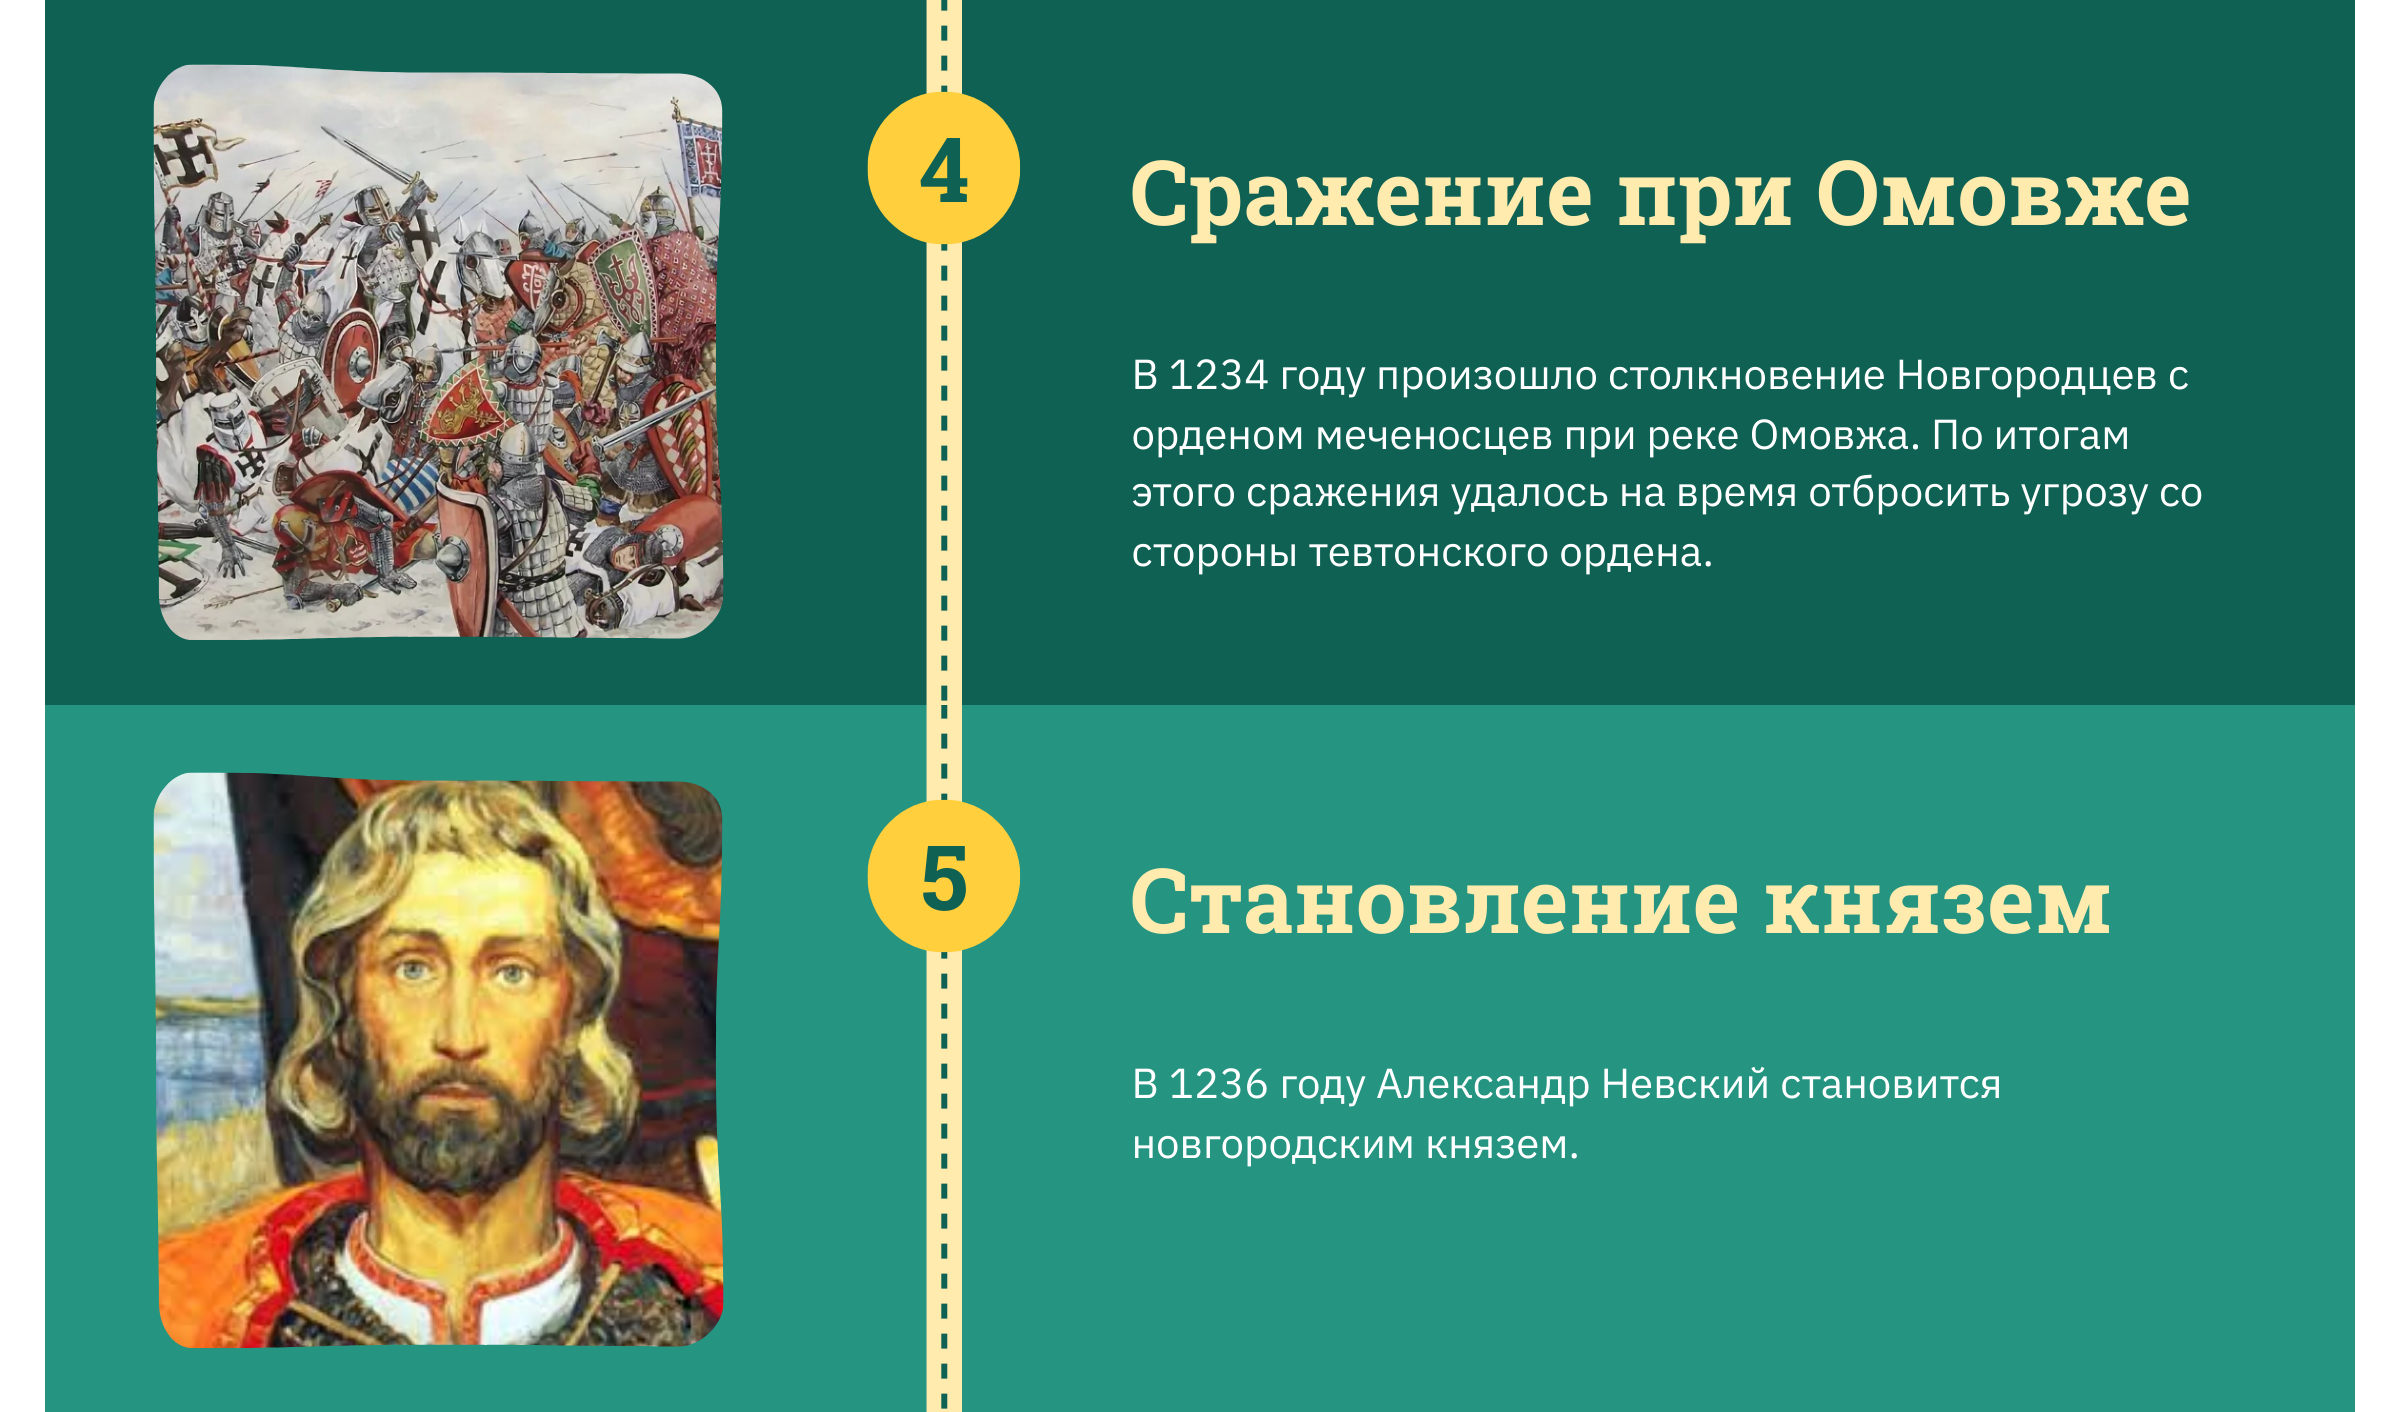 4
Сражение при Омовже
В 1234 году произошло столкновение Новгородцев с
орденом меченосцев при реке Омовжа. По итогам
этого сражения удалось на время отбросить угрозу со
стороны тевтонского ордена.
5
Становление князем
В 1236 году Александр Невский становится
новгородским князем.